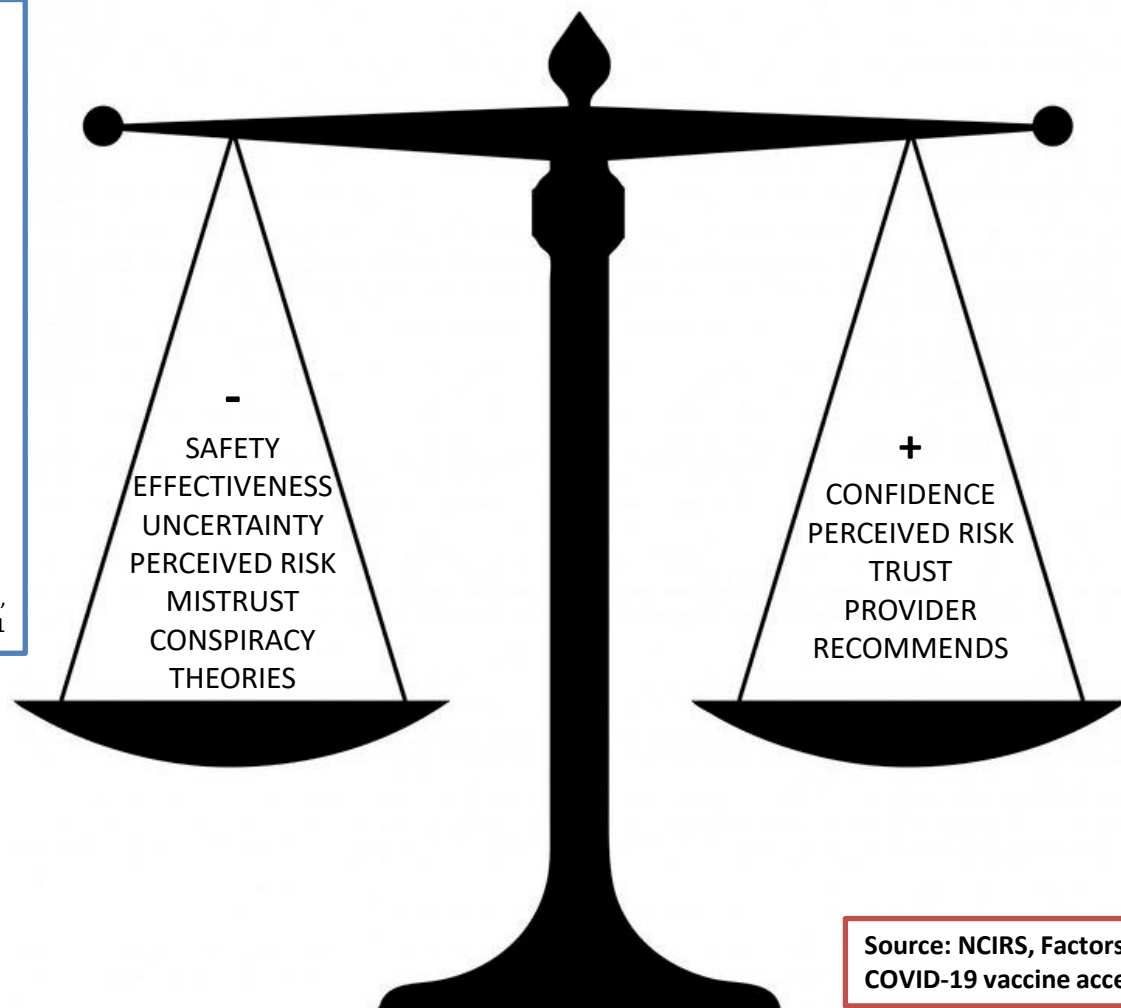 ,
1
-
SAFETY
EFFECTIVENESS
UNCERTAINTY
PERCEIVED RISK
MISTRUST
CONSPIRACY
THEORIES
+
CONFIDENCE
PERCEIVED RISK
TRUST
PROVIDER
RECOMMENDS
Source: NCIRS, Factors
COVID-19 vaccine acce